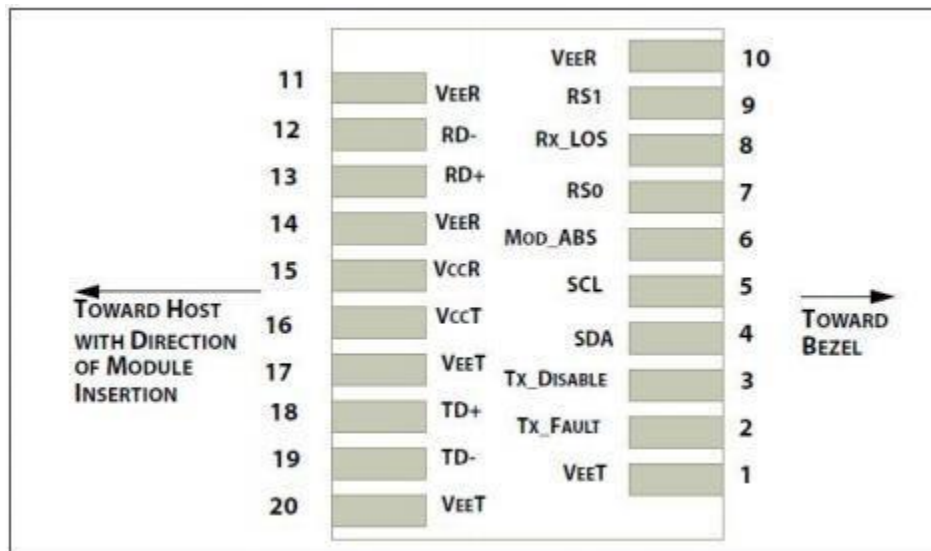 11
VEER
12
RD-
13
RD+
14
VEER
15
VCCR
16
VCCT
17
VEET
18
TD+
19
TD-
20
VEET
TOWARD HOST
WITH DIRECTION
OF MODULE
INSERTION
VEER
10
RS1
9
RX_LOS
8
RS0
7
MOD_ABS
6
SCL
5
SDA
4
TX_DISABLE
3
TX_FAULT
2
VEET
1
TOWARD
BEZEL